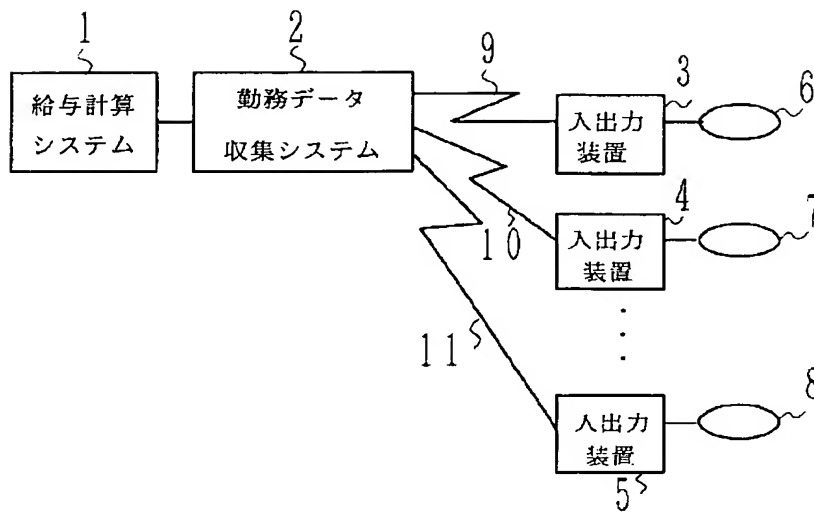 1
給与計算
システム
2
勤務データ
収集システム
9
3
入出力
装置
6
10
4
入出力
装置
7
11
入出力
装置
5
8